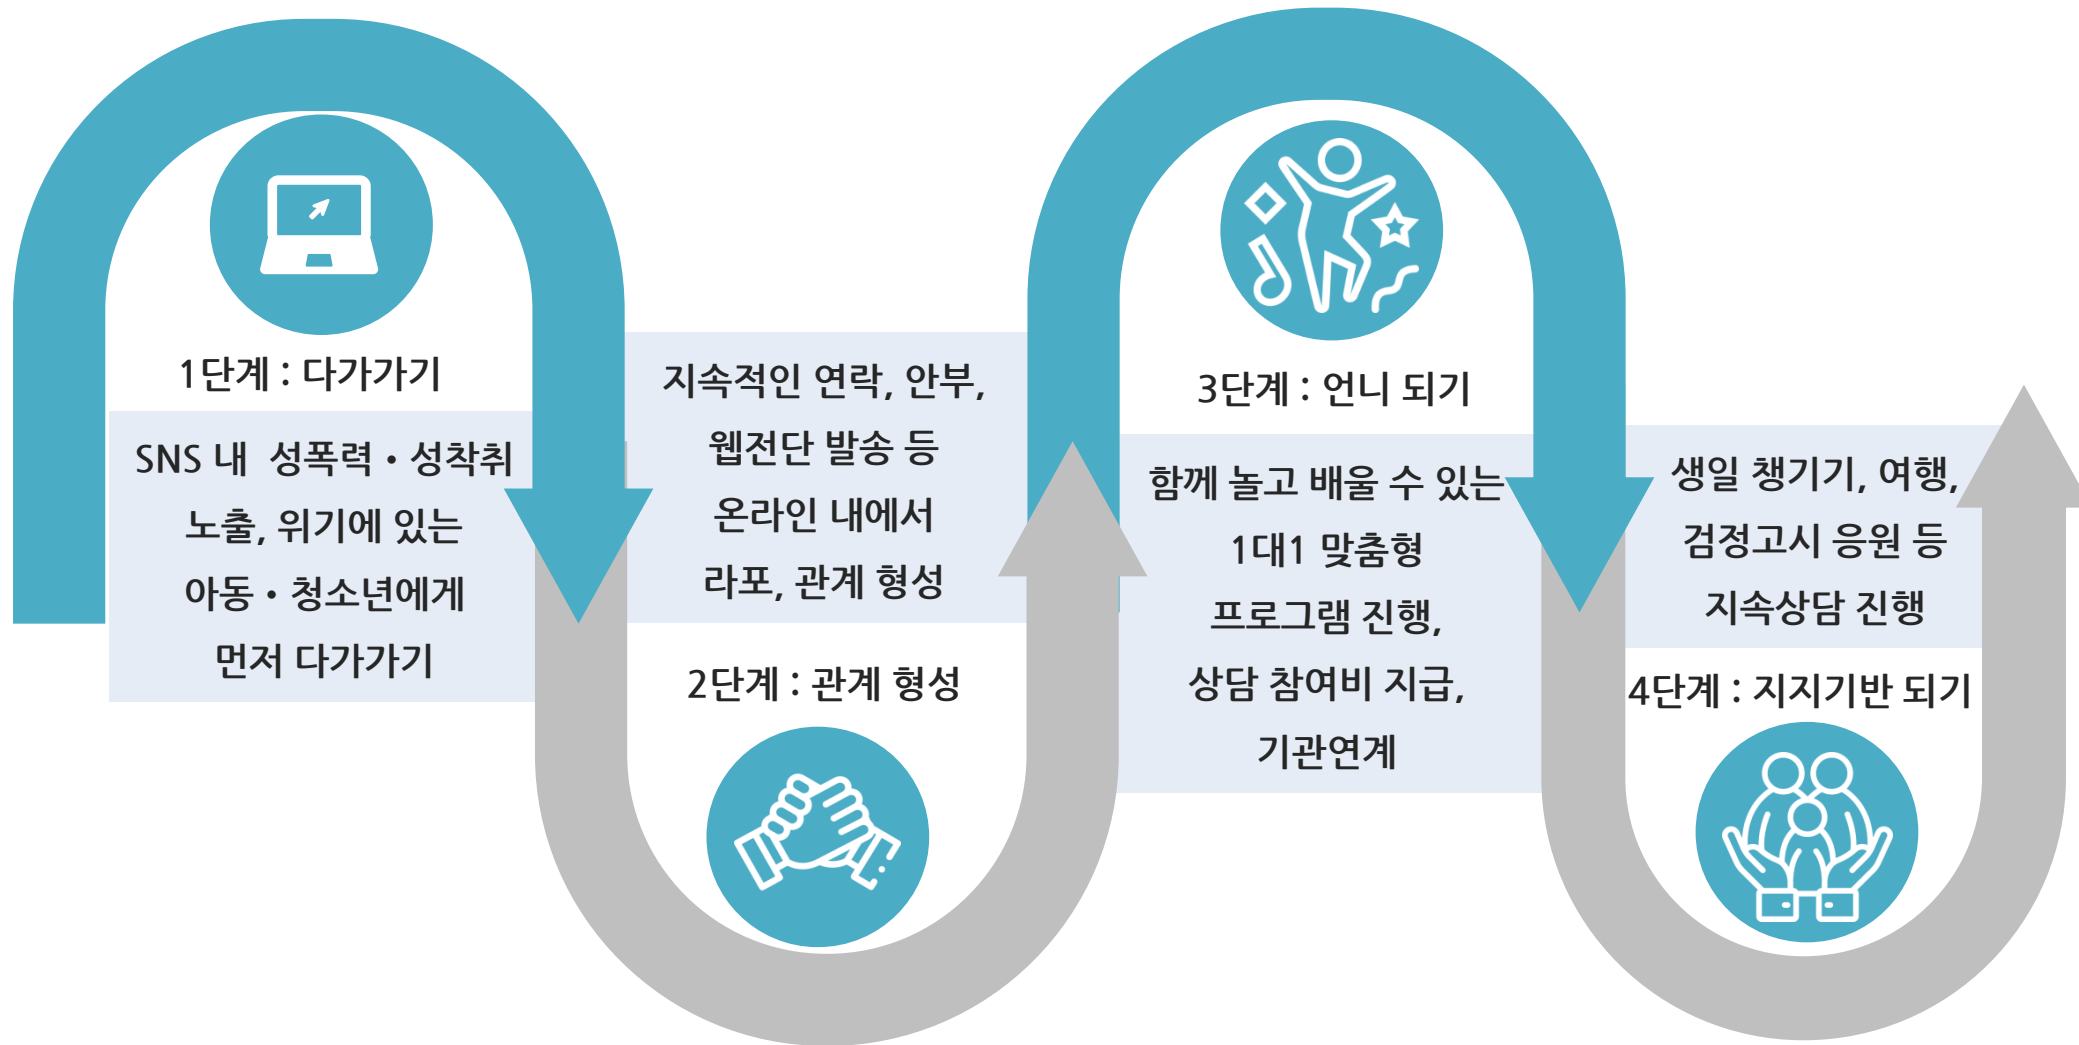 1단계 : 다가가기
SNS 내 성폭력・성착취
노출, 위기에 있는
아동・청소년에게
먼저 다가가기
지속적인 연락, 안부,
웹전단 발송 등
온라인 내에서
라포, 관계 형성
2단계 : 관계 형성
3단계 : 언니 되기
함께 놀고 배울 수 있는
1대1 맞춤형
프로그램 진행,
상담 참여비 지급,
기관연계
생일 챙기기, 여행,
검정고시 응원 등
지속상담 진행
4단계 : 지지기반 되기